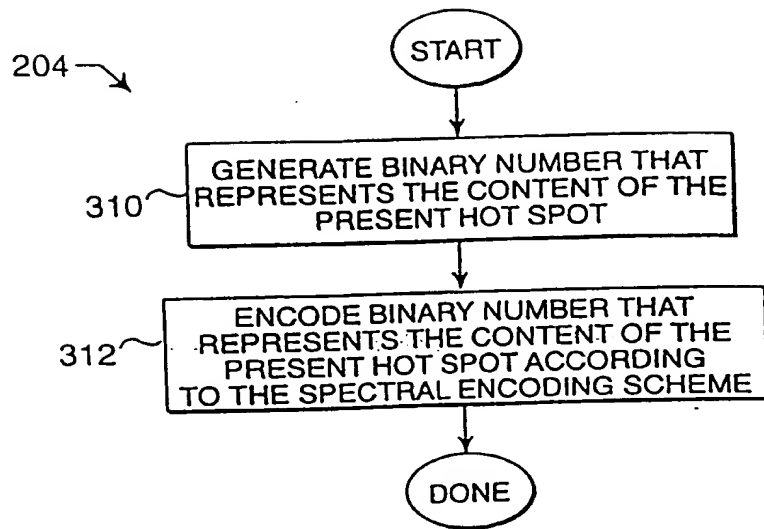 START
204
GENERATE BINARY NUMBER THAT
REPRESENTS THE CONTENT OF THE
PRESENT HOT SPOT
310
ENCODE BINARY NUMBER THAT
REPRESENTS THE CONTENT OF THE
PRESENT HOT SPOT ACCORDING
TO THE SPECTRAL ENCODING SCHEME
312
DONE